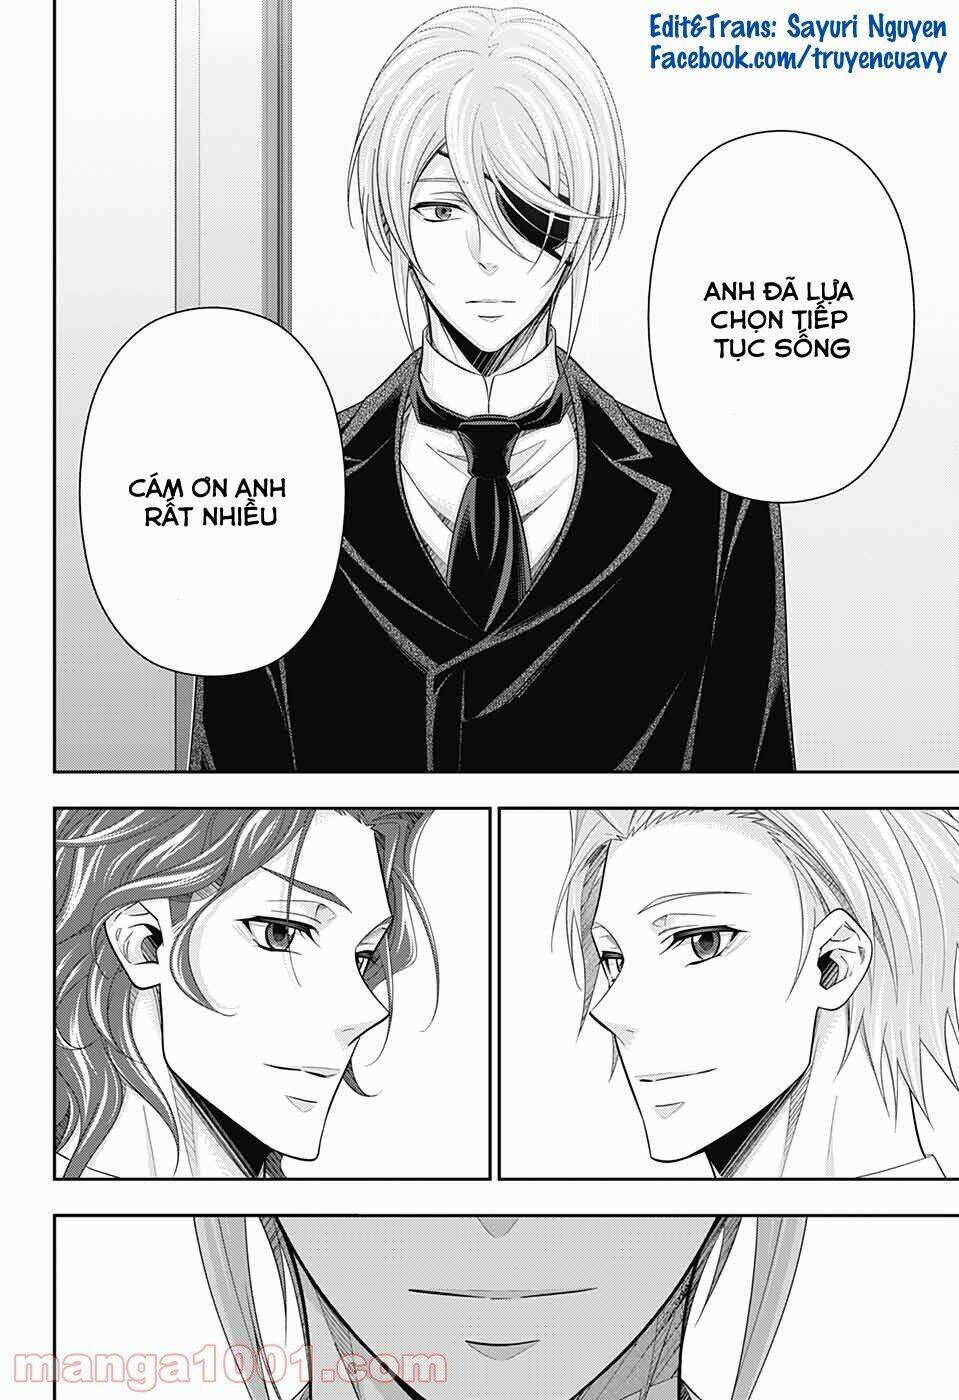 Edit&Trans: Sayuri Nguyen
Facebook.com/truyencuavy
ANH ĐÃ LỰA
CHỌN TIẾP
TỤC SỐNG
CÁM ƠN ANH
RẤT NHIỀU
manga1001.com